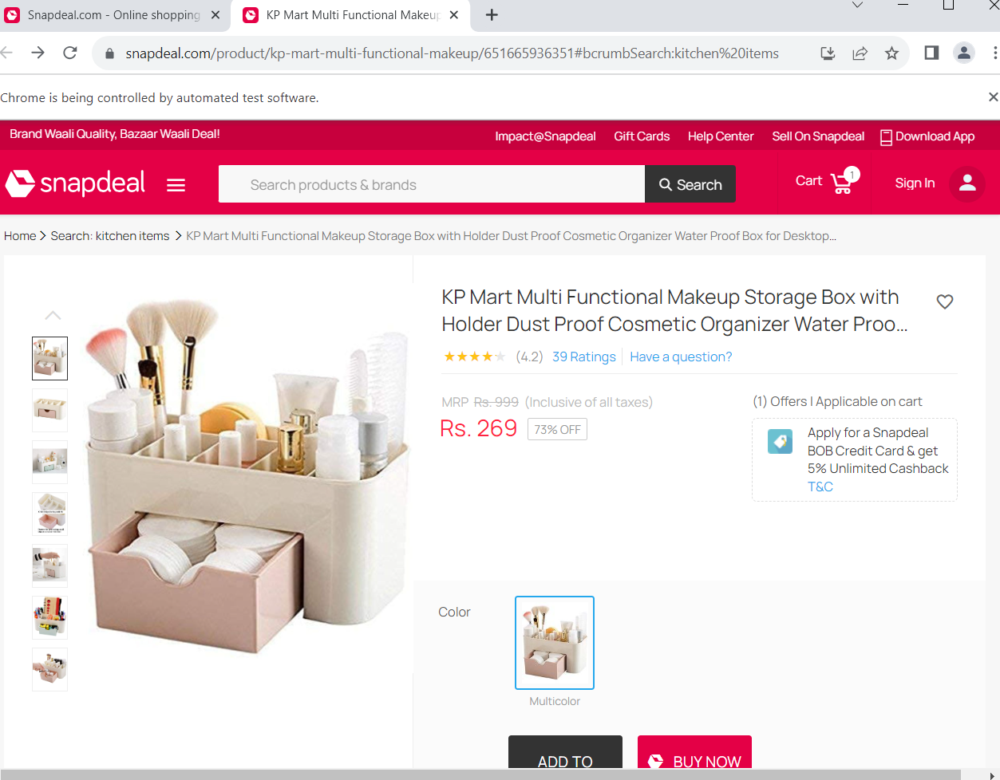 Snapdeal.com - Online shopping
KP Mart Multi Functional Makeup
snapdeal.com/product/kp-mart-multi-functional-makeup/651665936351#bcrumbSearch:kitchen%20items
Chrome is being controlled by automated test software.
Brand Waali Quality, Bazaar Waali Deal!
Impact@Snapdeal Gift Cards Help Center Sell On Snapdeal Download App
snapdeal
Search products & brands
Search
Cart 1
Sign In
Home > Search: kitchen items > KP Mart Multi Functional Makeup Storage Box with Holder Dust Proof Cosmetic Organizer Water Proof Box for Desktop...
KP Mart Multi Functional Makeup Storage Box with
Holder Dust Proof Cosmetic Organizer Water Proo...
(4.2) 39 Ratings Have a question?
MRP Rs. 999 (Inclusive of all taxes)
Rs. 269 73% OFF
(1) Offers | Applicable on cart
Apply for a Snapdeal
BOB Credit Card & get
5% Unlimited Cashback
T&C
Color
Multicolor
ADD TO
BUY NOW